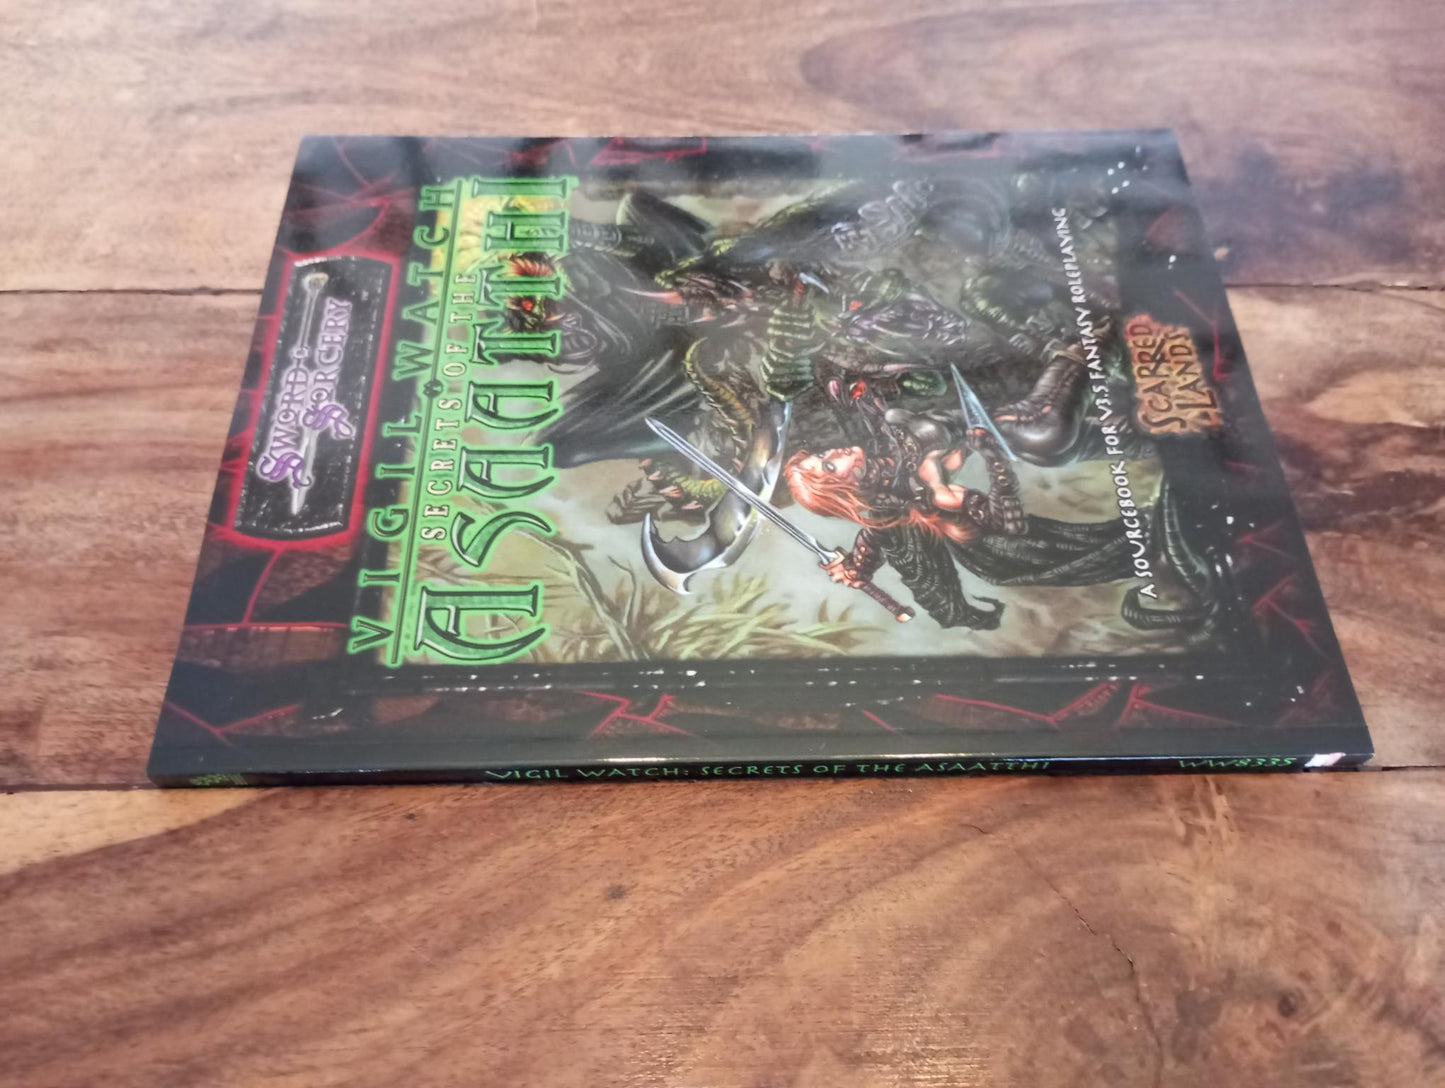 SWORD
SORCERY
VIGIL WATCH
SECRETS OF THE
ASAATTHI
A SOURCEBOOK FOR V3.5 FANTASY ROLEPLAYING
SCARRED
LANDS
VIGIL WATCH: SECRETS OF THE ASAATTHI
WW8335